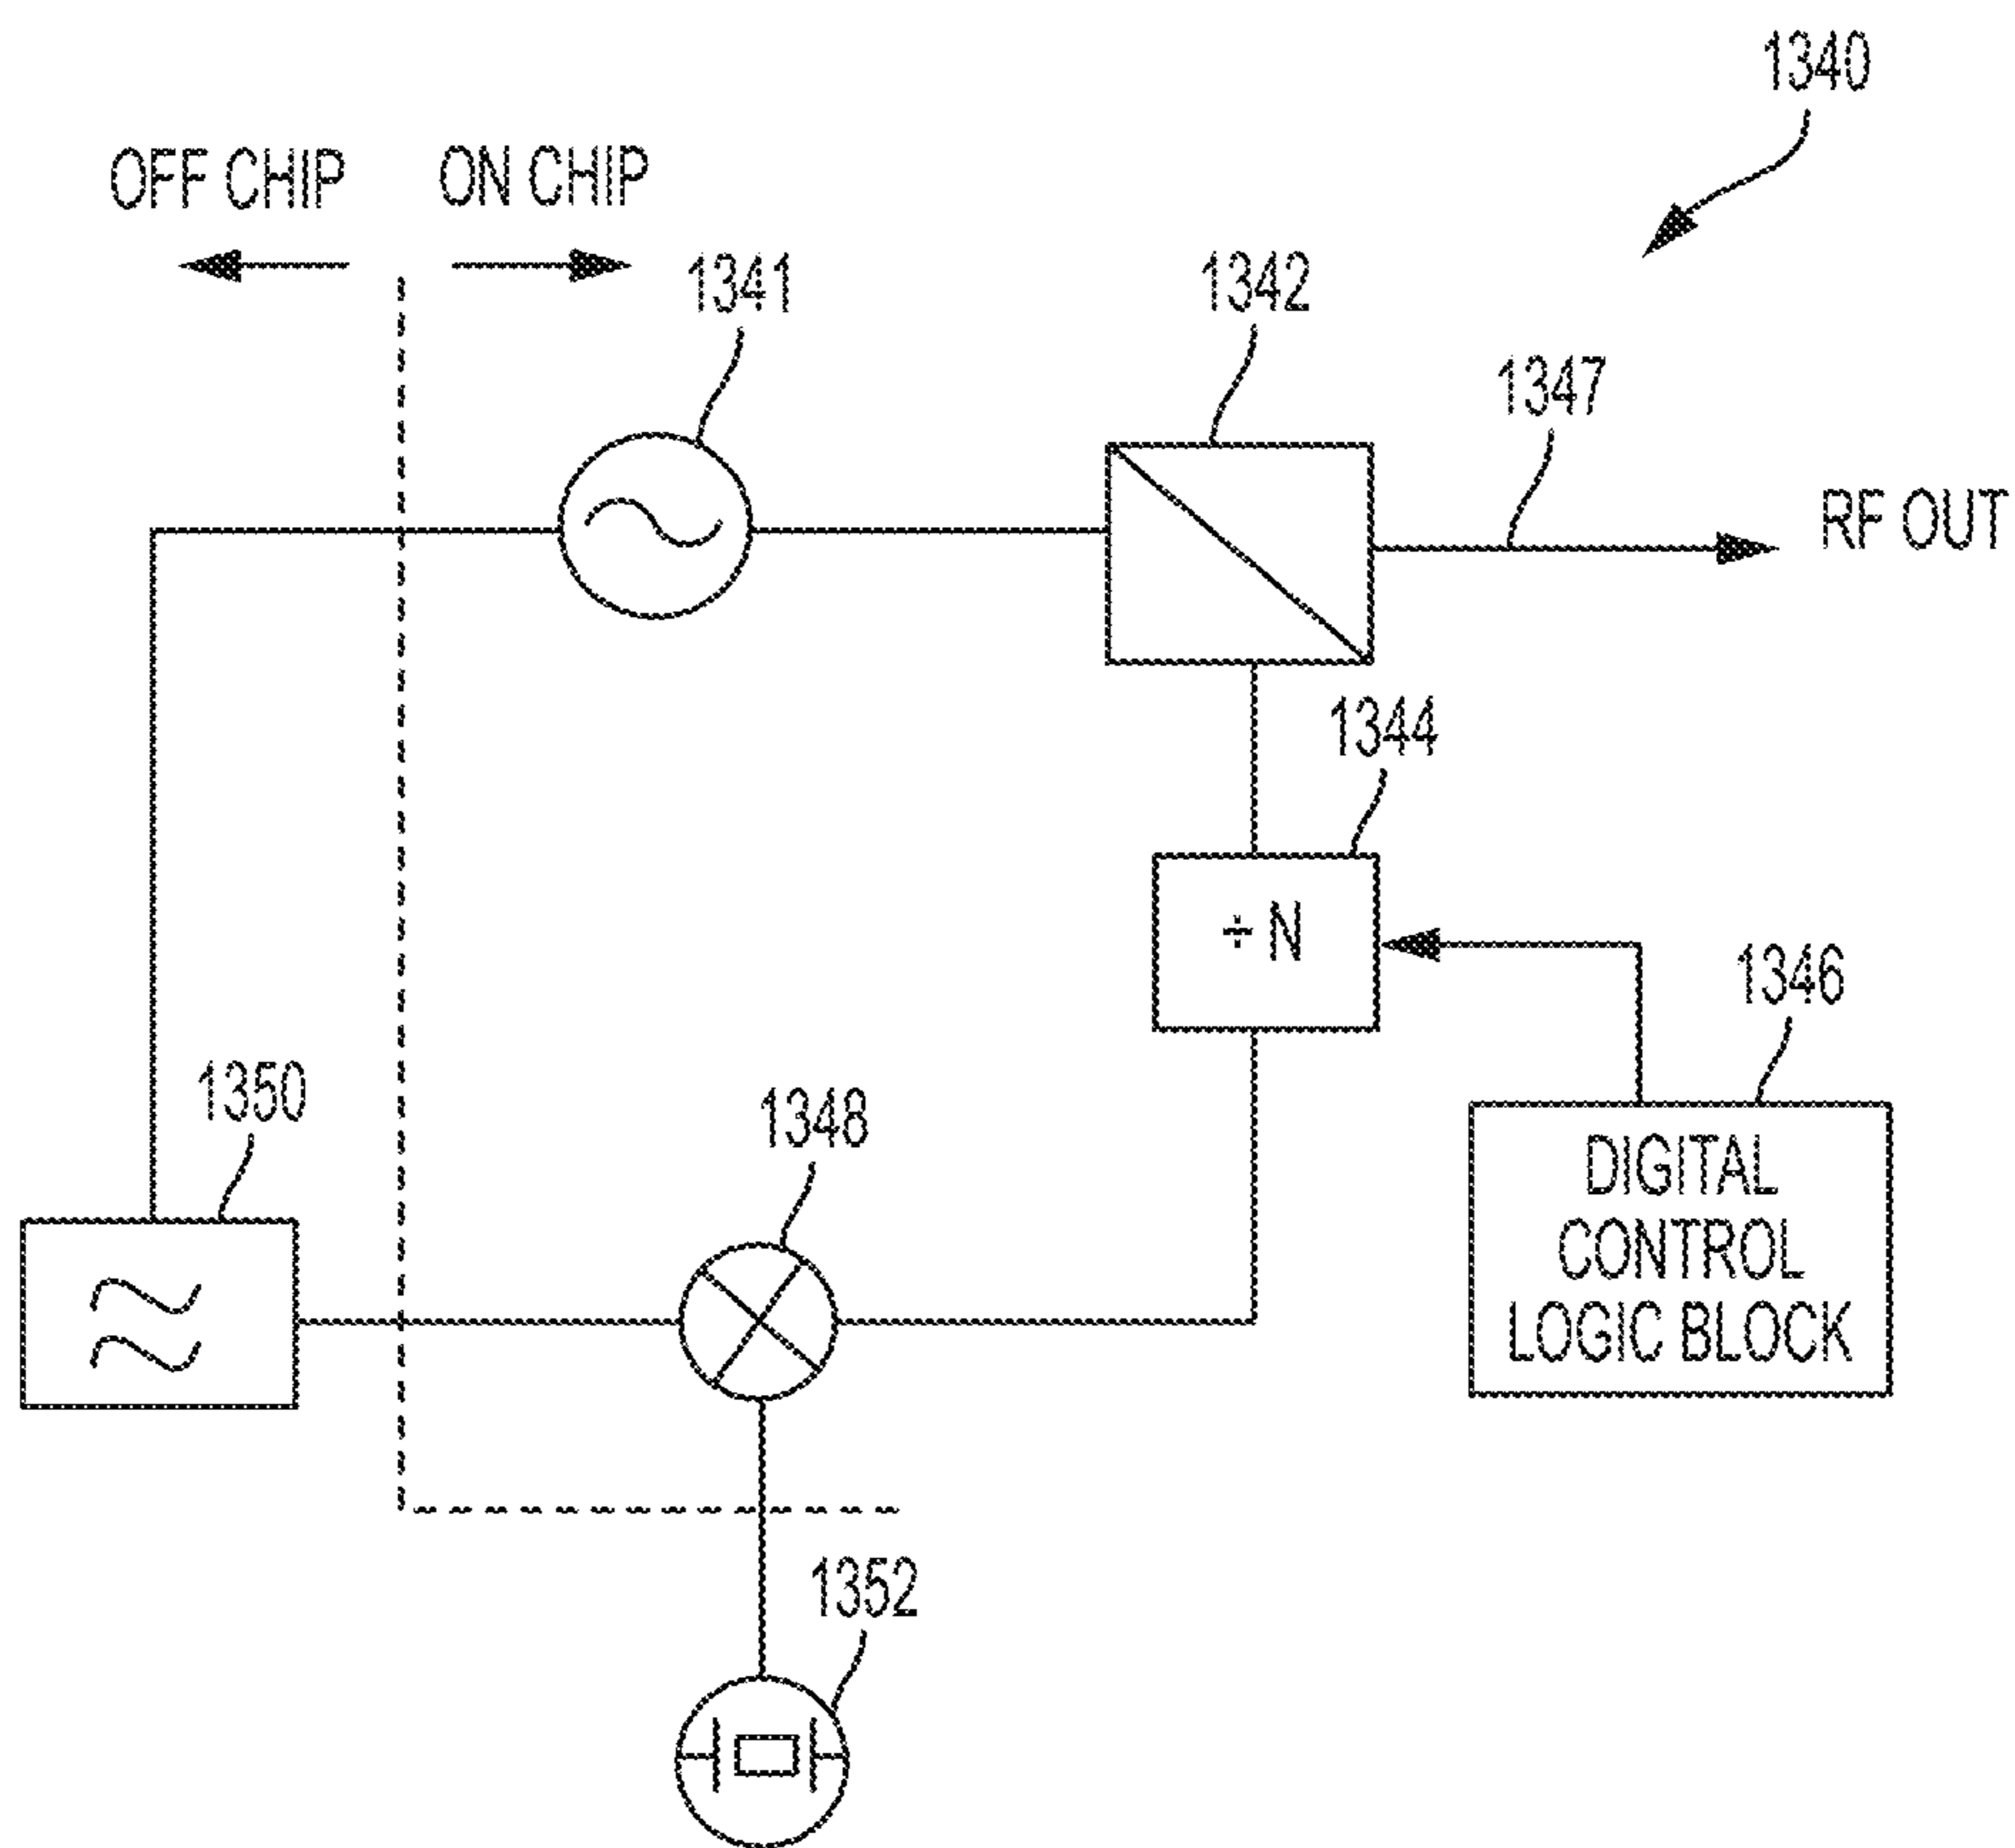 1340
OFF CHIP
ON CHIP
1341
1342
1347
RF OUT
1344
÷ N
1346
1350
1348
DIGITAL
CONTROL
LOGIC BLOCK
1352